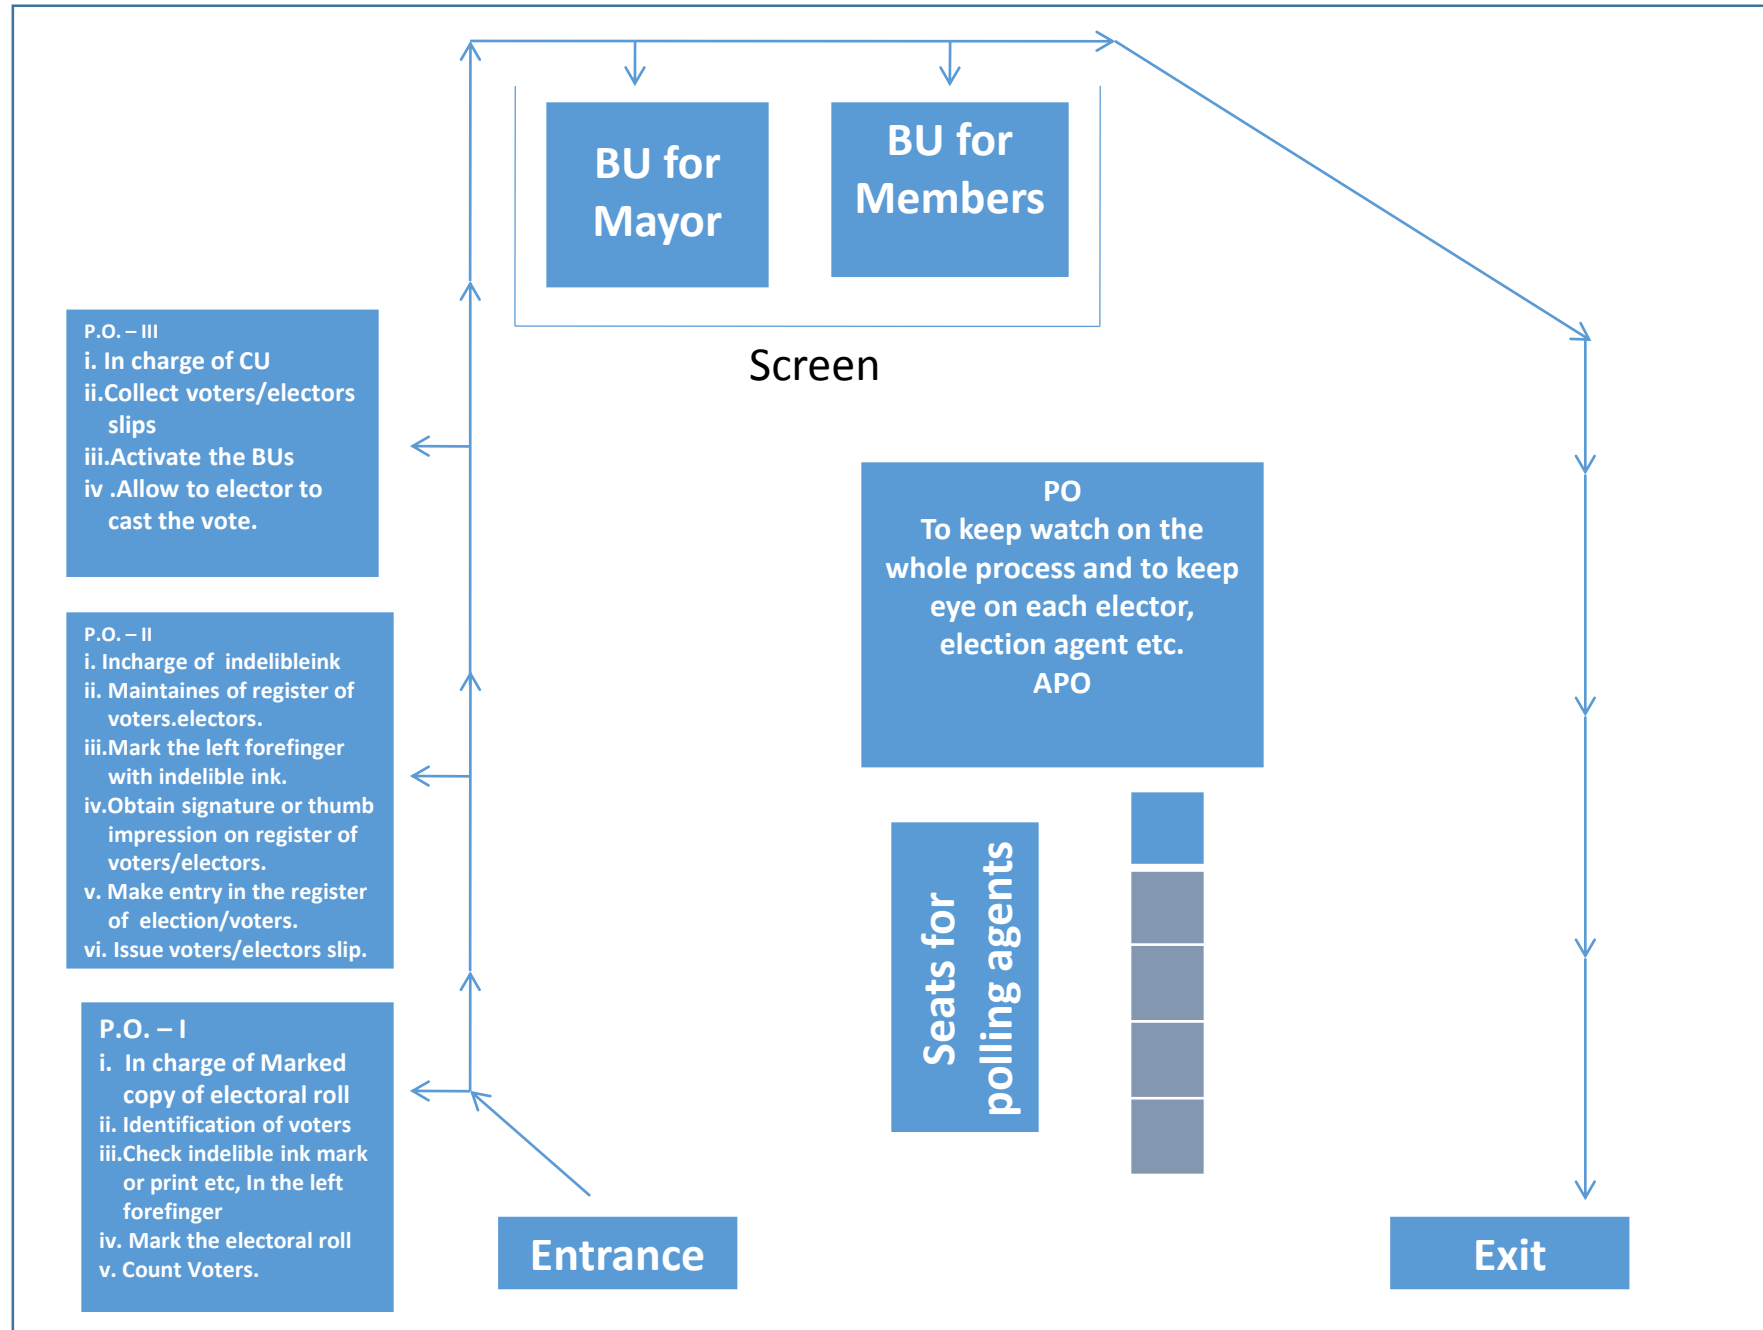 BU for
Mayor
BU for
Members
Screen
P.O. – III
i. In charge of CU
ii.Collect voters/electors
slips
iii.Activate the BUs
iv .Allow to elector to
cast the vote.
PO
To keep watch on the
whole process and to keep
eye on each elector,
election agent etc.
APO
P.O. – II
i. Incharge of  indelibleink
ii. Maintaines of register of
voters.electors.
iii.Mark the left forefinger
with indelible ink.
iv.Obtain signature or thumb
impression on register of
voters/electors.
v. Make entry in the register
of  election/voters.
vi. Issue voters/electors slip.
Seats for
polling agents
P.O. – I
i.  In charge of Marked
copy of electoral roll
ii. Identification of voters
iii.Check indelible ink mark
or print etc, In the left
forefinger
iv. Mark the electoral roll
v. Count Voters.
Entrance
Exit